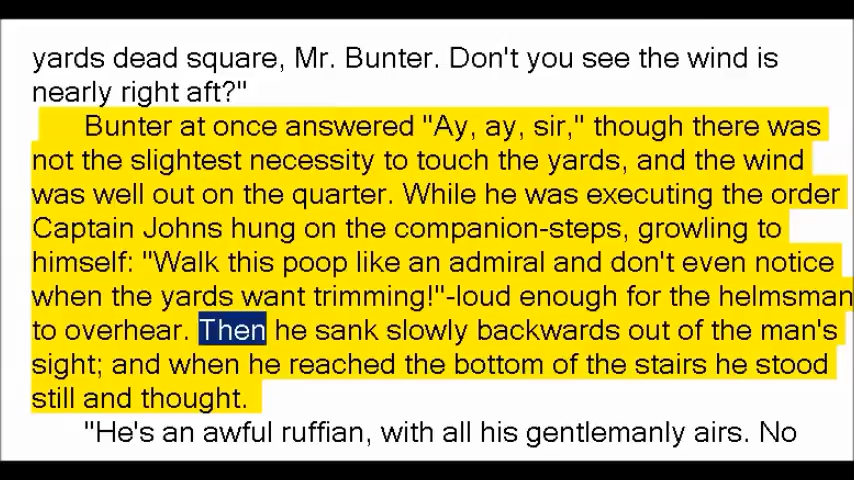 yards dead square, Mr. Bunter. Don't you see the wind is
nearly right aft?"
Bunter at once answered "Ay, ay, sir," though there was
not the slightest necessity to touch the yards, and the wind
was well out on the quarter. While he was executing the order
Captain Johns hung on the companion-steps, growling to
himself: "Walk this poop like an admiral and don't even notice
when the yards want trimming!"-loud enough for the helmsman
to overhear. Then he sank slowly backwards out of the man's
sight; and when he reached the bottom of the stairs he stood
still and thought.
"He's an awful ruffian, with all his gentlemanly airs. No